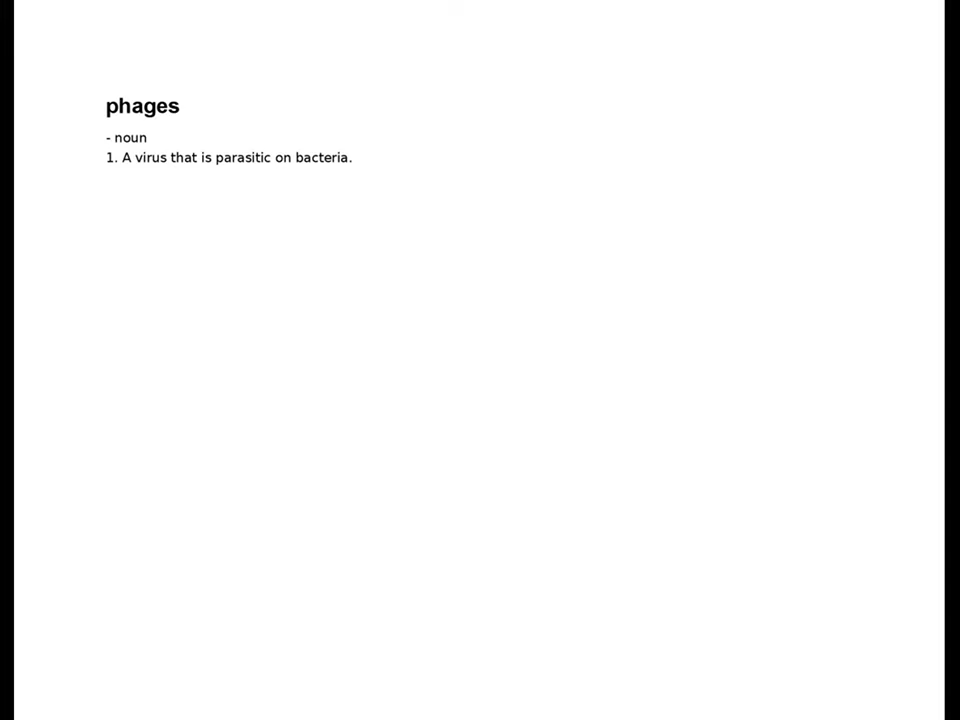 phages
- noun
1. A virus that is parasitic on bacteria.